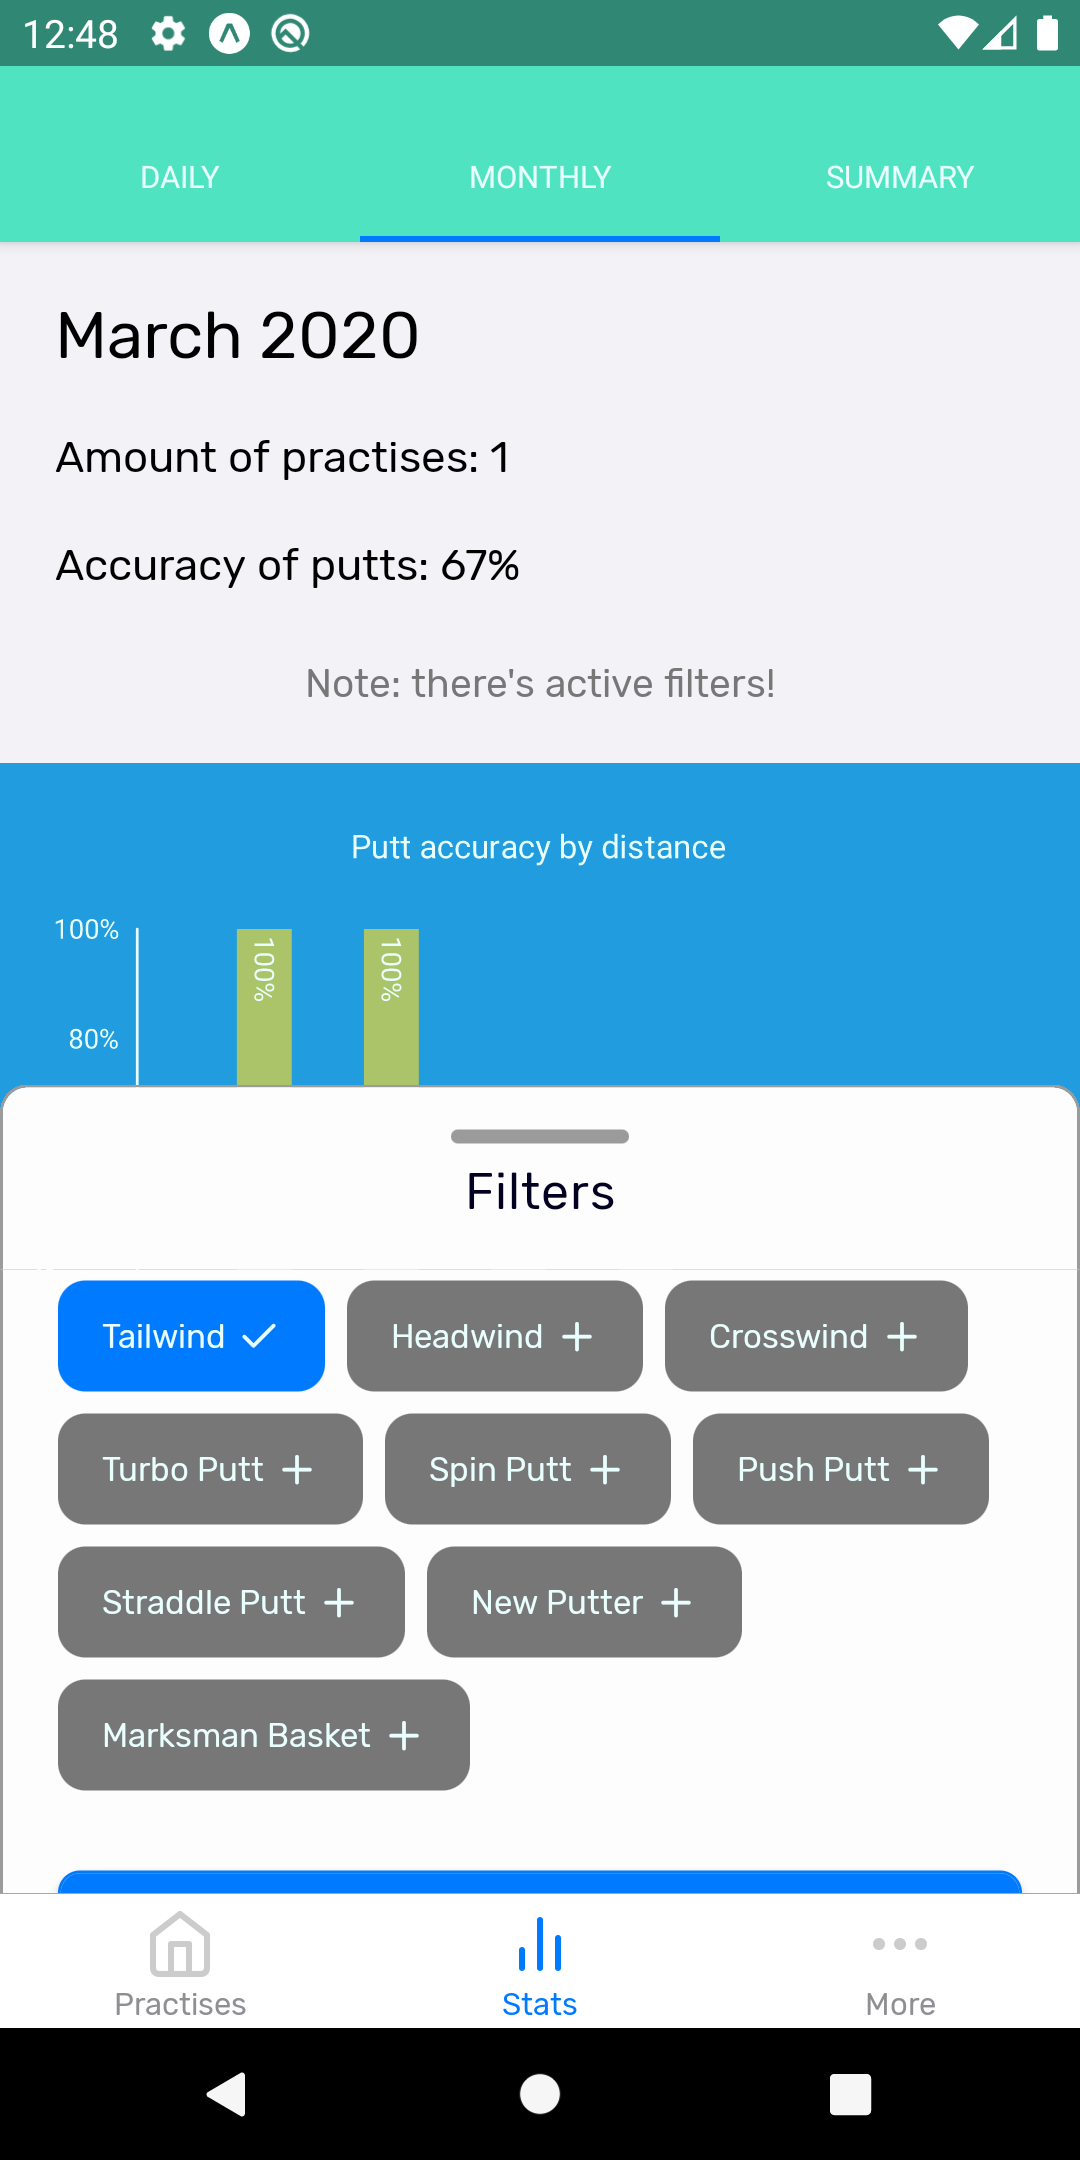 12:48
DAILY MONTHLY SUMMARY
March 2020
Amount of practises: 1
Accuracy of putts: 67%
Note: there's active filters!
Putt accuracy by distance
100%
100%
100%
80%
Filters
Tailwind Headwind Crosswind
Turbo Putt Spin Putt Push Putt
Straddle Putt New Putter
Marksman Basket
Practises Stats More